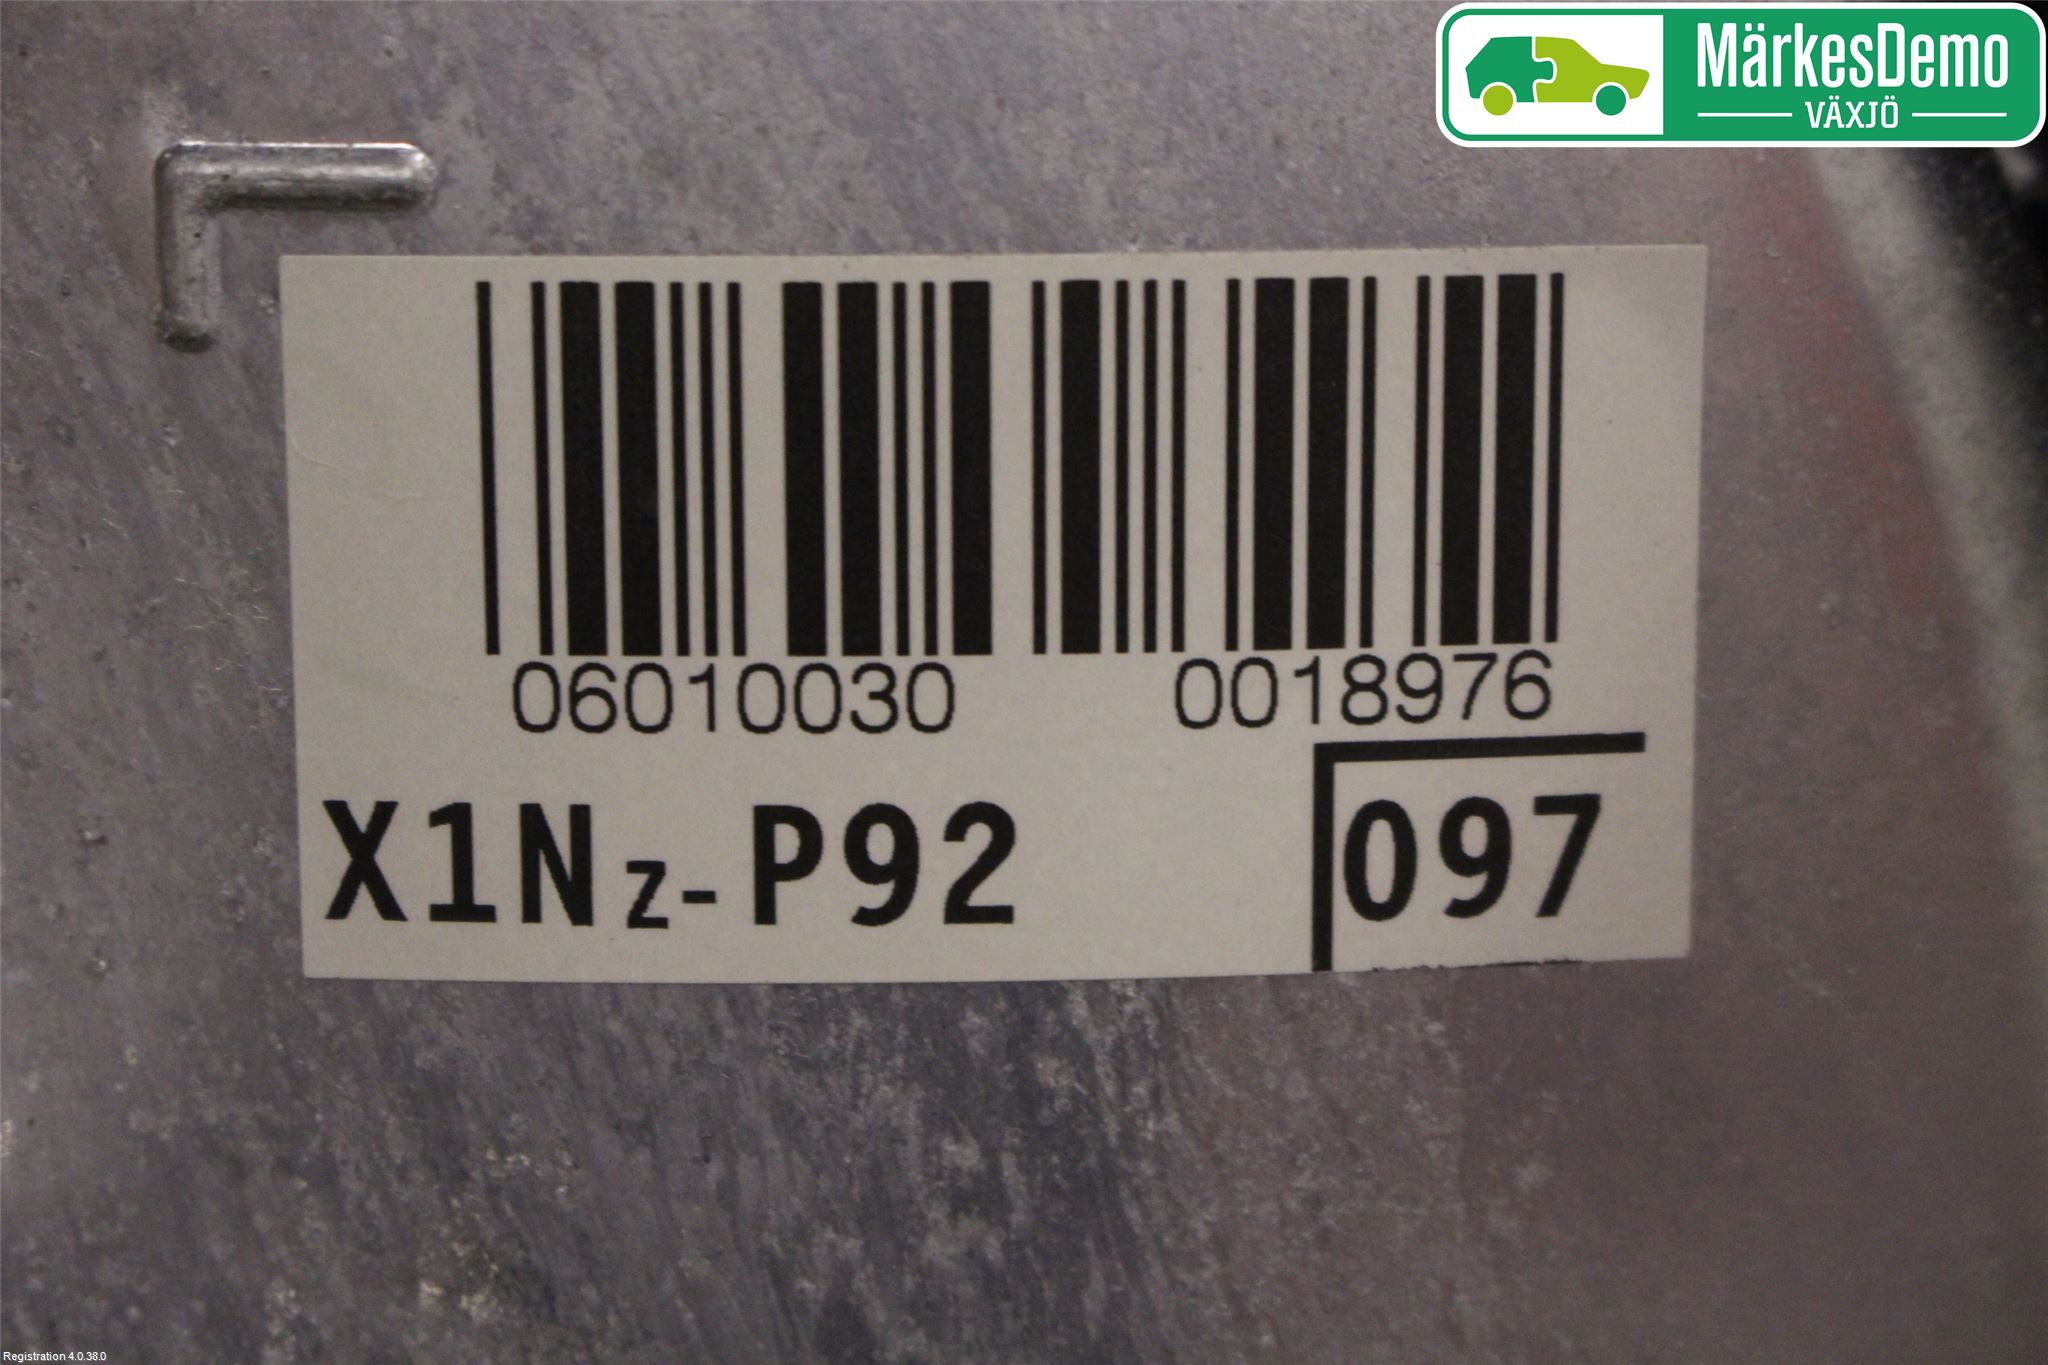 MärkesDemo
VÄXJÖ
06010030 0018976
X1Nz-P92 097
Registration 4.0.38.0